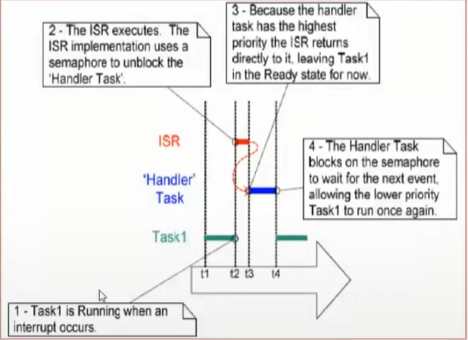 2 - The ISR executes. The
ISR implementation uses a
semaphore to unblock the
'Handler Task'.
3 - Because the handler
task has the highest
priority the ISR returns
directly to it, leaving Task1
in the Ready state for now.
ISR
'Handler'
Task
Task1
4 - The Handler Task
blocks on the semaphore
to wait for the next event,
allowing the lower priority
Task1 to run once again.
t1 t2 t3 t4
1 - Task1 is Running when an
interrupt occurs.